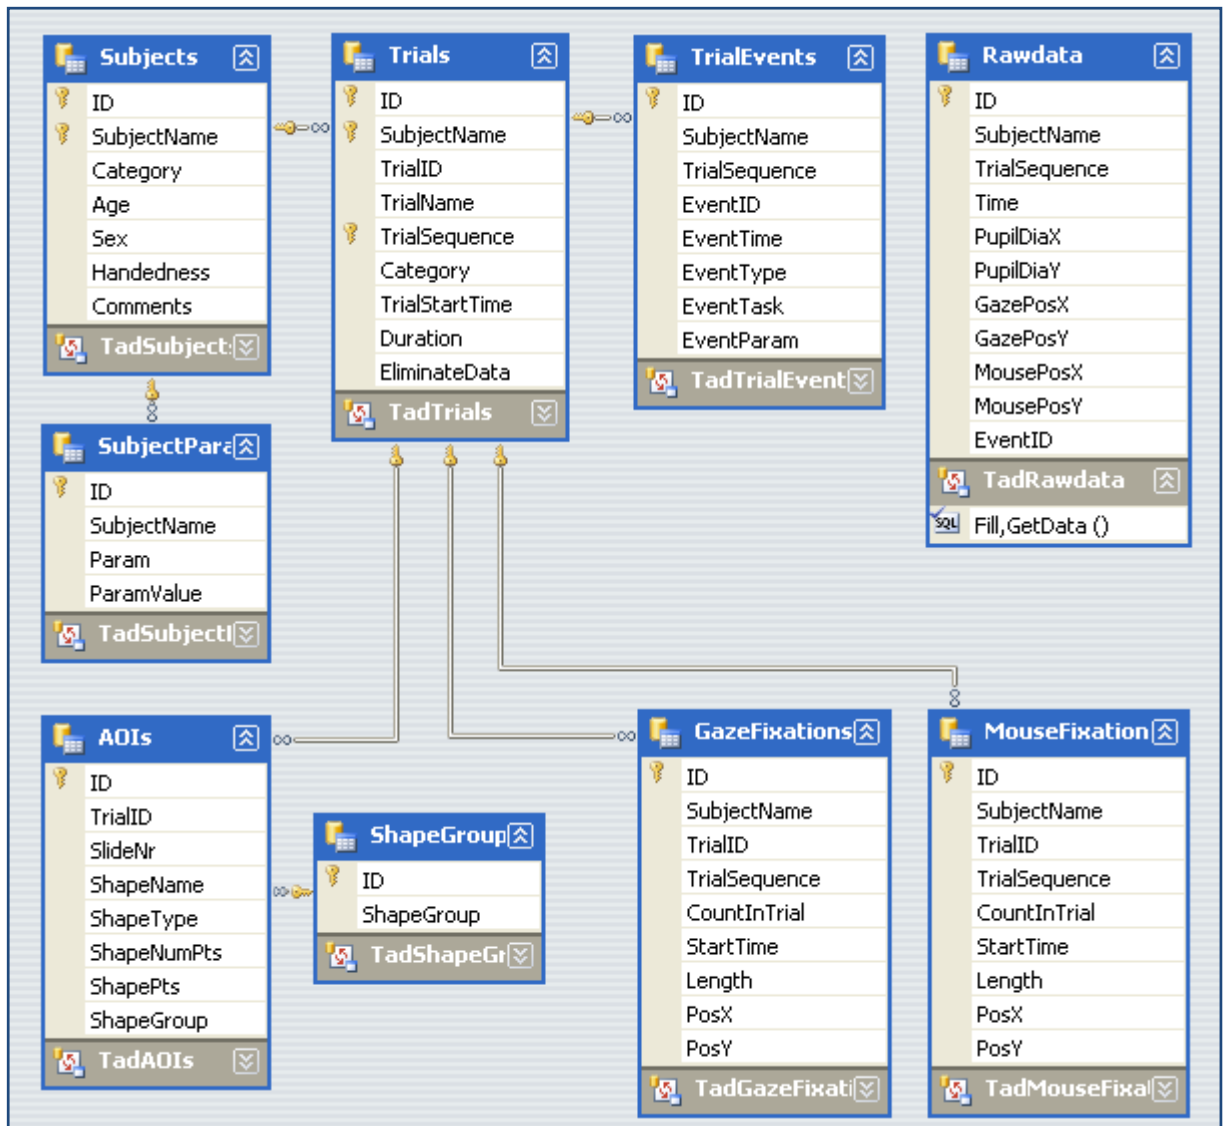 Subjects
ID
SubjectName
Category
Age
Sex
Handedness
Comments
TadSubject
Trials
ID
SubjectName
TrialID
TrialName
TrialSequence
Category
TrialStartTime
Duration
EliminateData
TadTrials
TrialEvents
ID
SubjectName
TrialSequence
EventID
EventTime
EventType
EventTask
EventParam
TadTrialEvent
Rawdata
ID
SubjectName
TrialSequence
Time
PupilDiaX
PupilDiaY
GazePosX
GazePosY
MousePosX
MousePosY
EventID
TadRawdata
SQL Fill,GetData ()
SubjectPara
ID
SubjectName
Param
ParamValue
TadSubjectI
AOIs
ID
TrialID
SlideNr
ShapeName
ShapeType
ShapeNumPts
ShapePts
ShapeGroup
TadAOIs
ShapeGroup
ID
ShapeGroup
TadShapeGr
GazeFixations
ID
SubjectName
TrialID
TrialSequence
CountInTrial
StartTime
Length
PosX
PosY
TadGazeFixati
MouseFixation
ID
SubjectName
TrialID
TrialSequence
CountInTrial
StartTime
Length
PosX
PosY
TadMouseFixa